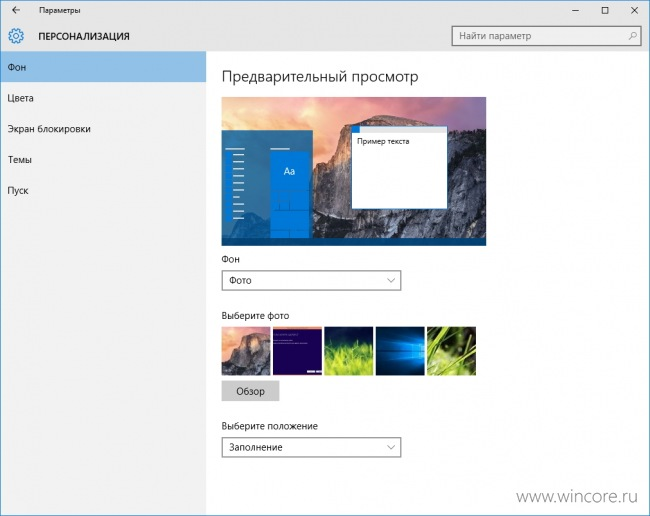 Параметры
ПЕРСОНАЛИЗАЦИЯ
Найти параметр
Фон
Цвета
Экран блокировки
Темы
Пуск
Предварительный просмотр
Пример текста
Aa
Фон
Фото
Выберите фото
Обзор
Выберите положение
Заполнение
www.wincore.ru